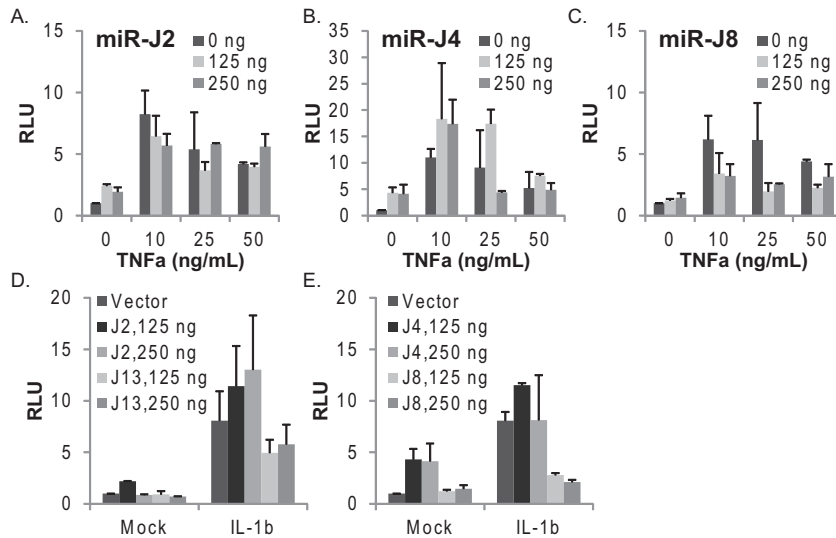 A.
miR-J2
0 ng
125 ng
250 ng
15
10
5
0
RLU
0 10 25 50
TNFa (ng/mL)
B.
miR-J4
0 ng
125 ng
250 ng
35
30
25
20
15
10
5
0
RLU
0 10 25 50
TNFa (ng/mL)
C.
miR-J8
0 ng
125 ng
250 ng
15
10
5
0
RLU
0 10 25 50
TNFa (ng/mL)
D.
Vector
J2,125 ng
J2,250 ng
J13,125 ng
J13,250 ng
20
15
10
5
0
RLU
Mock IL-1b
E.
Vector
J4,125 ng
J4,250 ng
J8,125 ng
J8,250 ng
20
15
10
5
0
RLU
Mock IL-1b